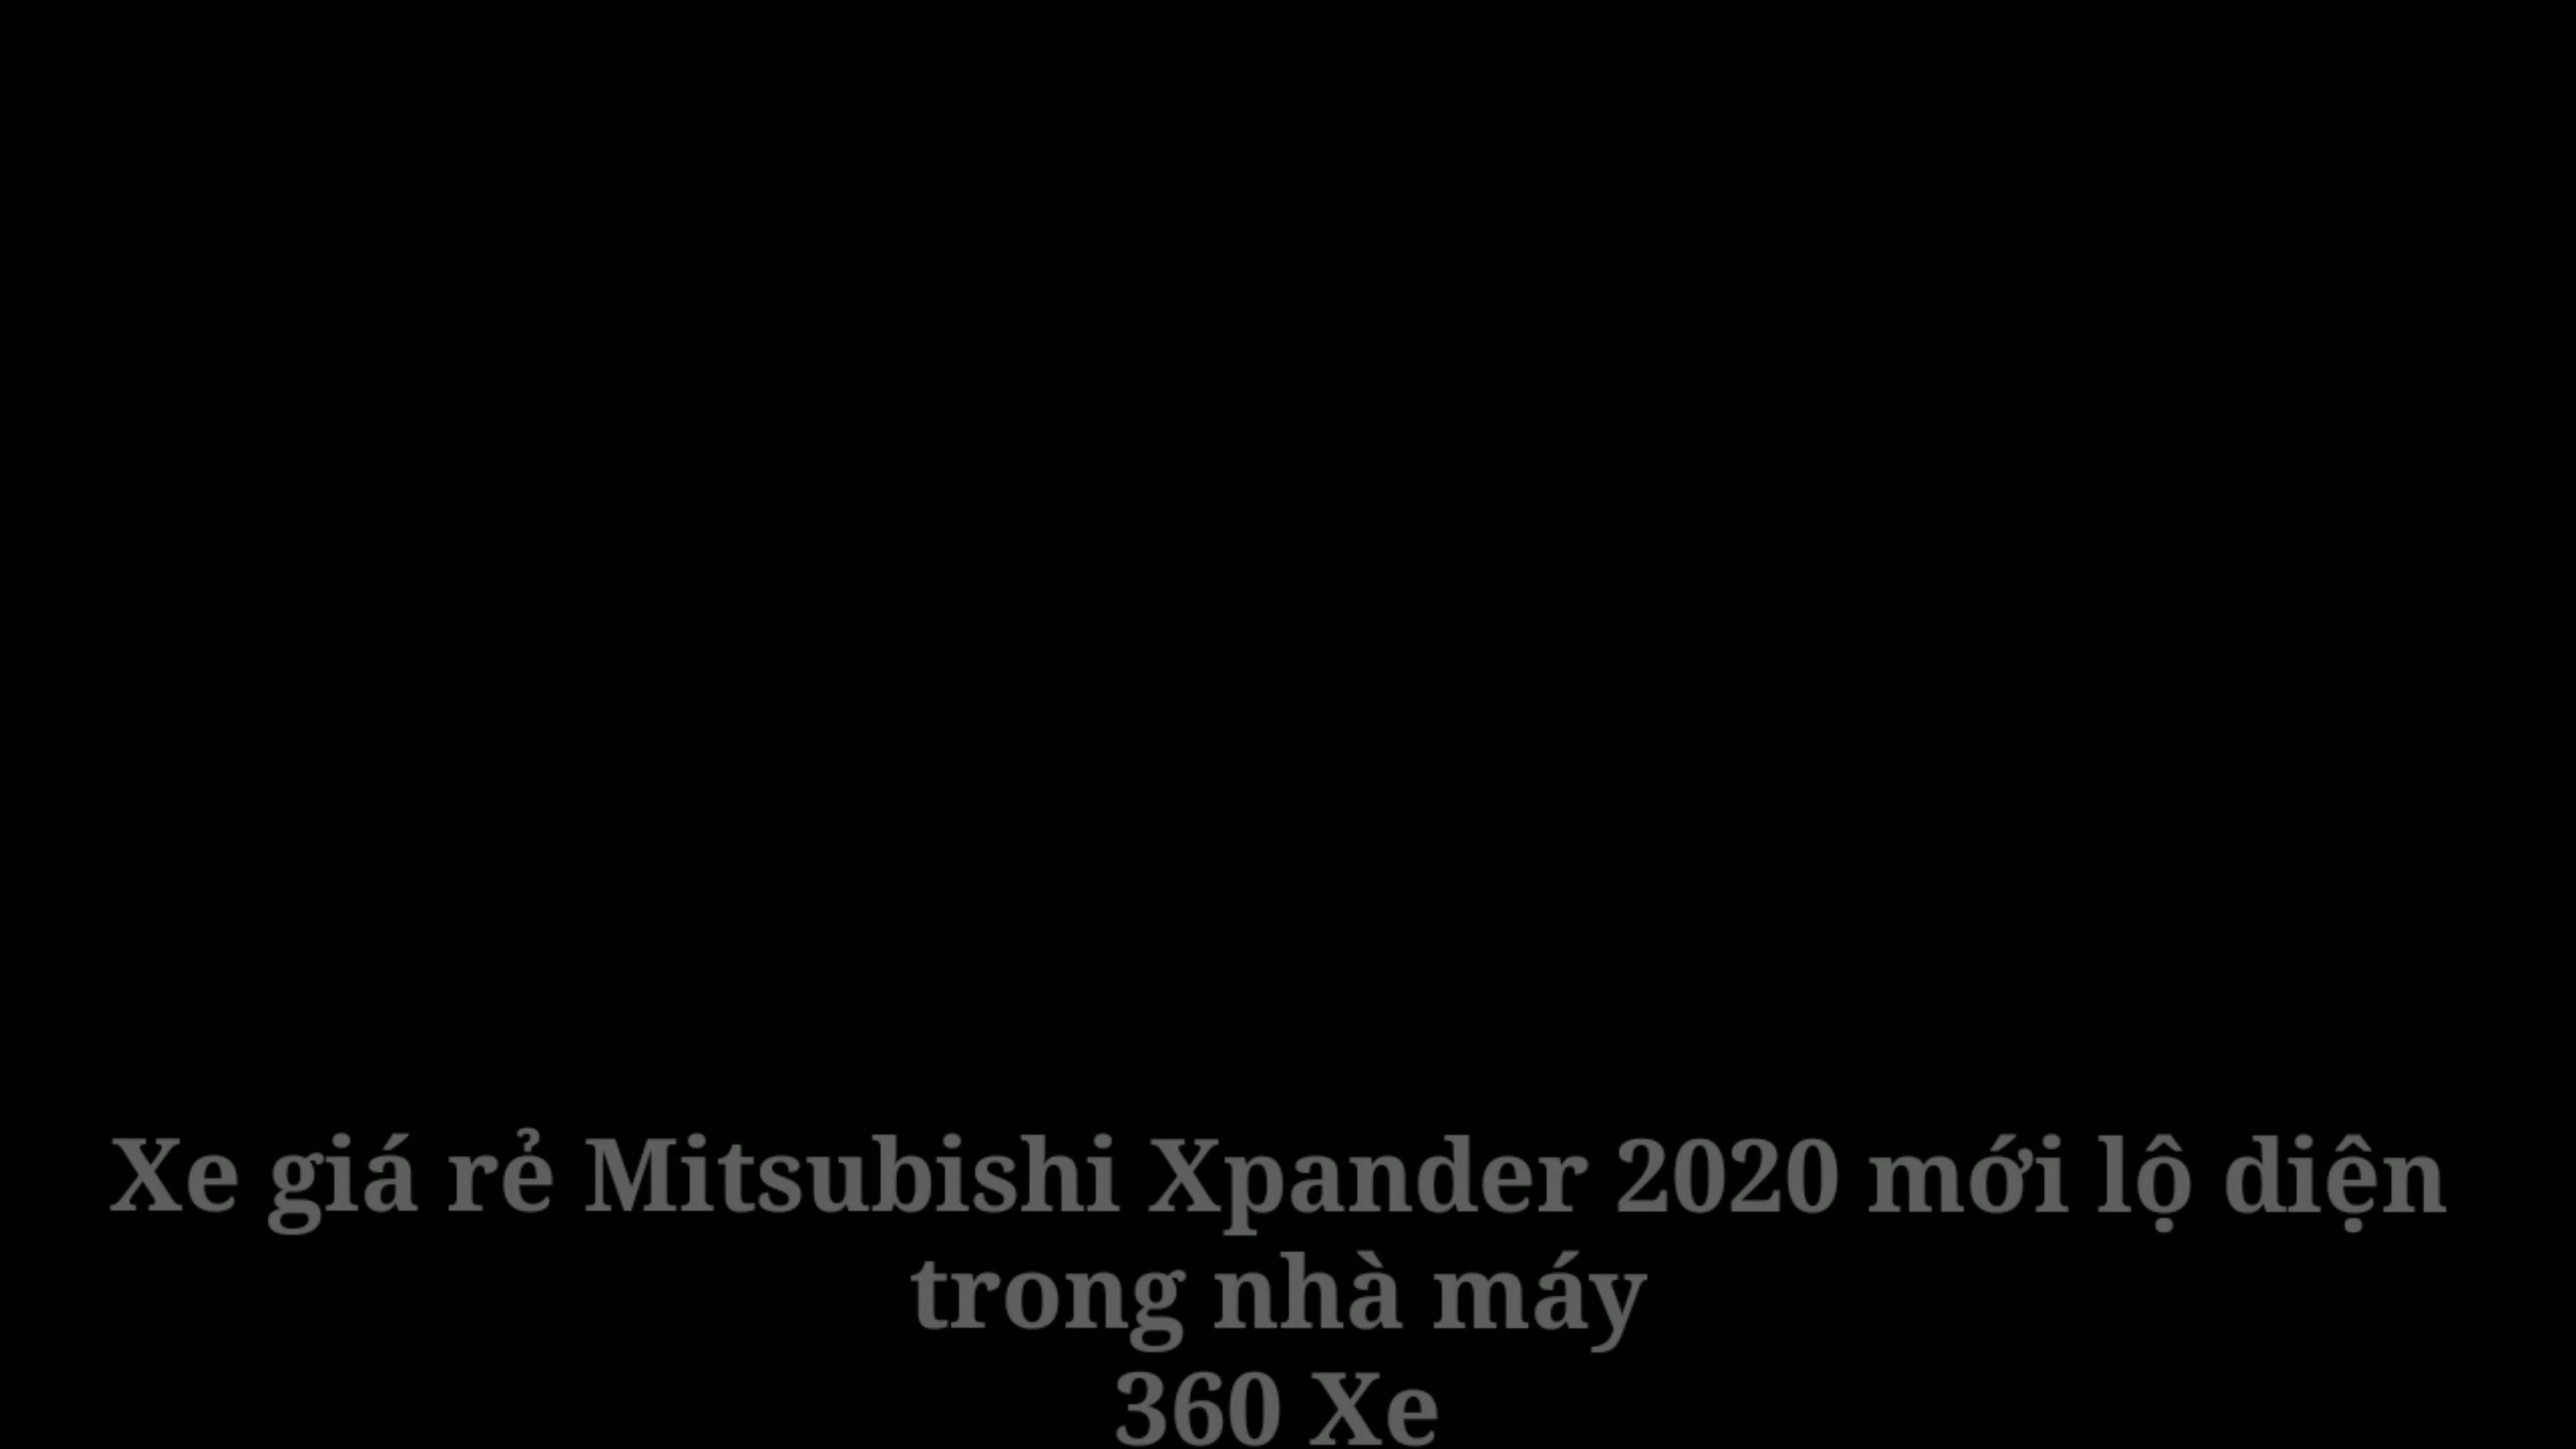 Xe giá rẻ Mitsubishi Xpander 2020 mới lộ diện
trong nhà máy
360 Xe